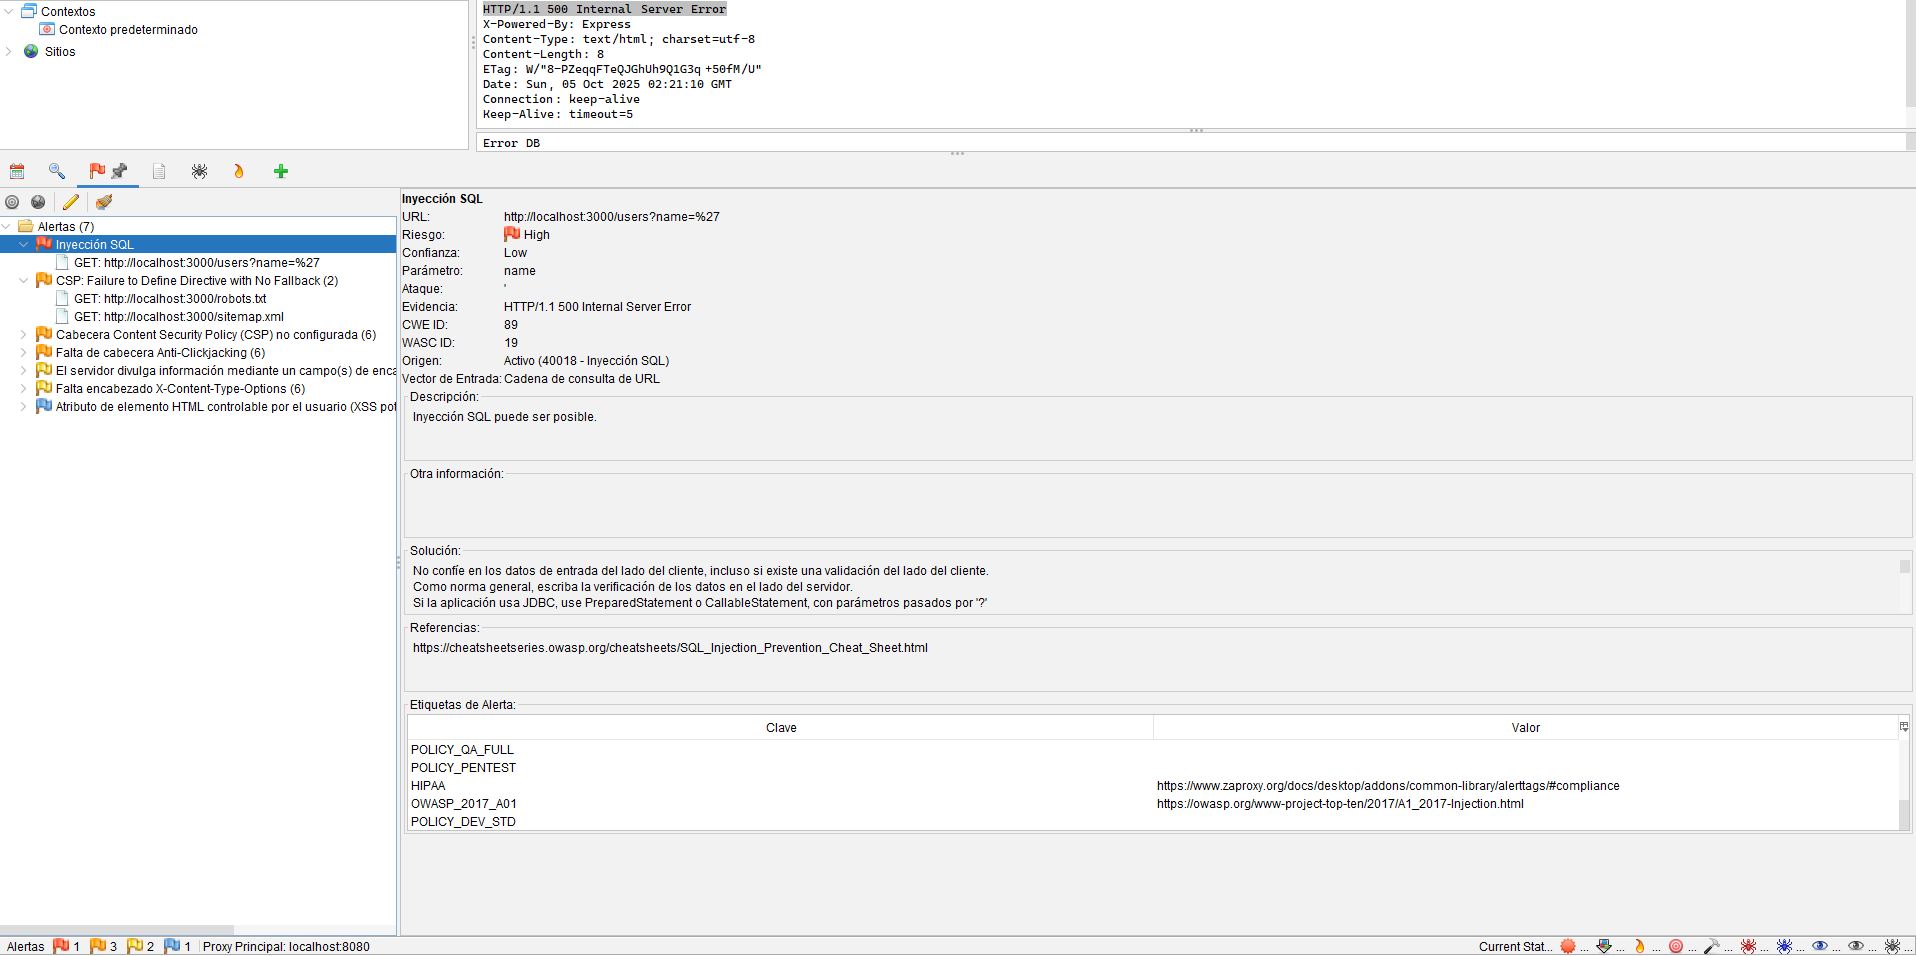 Contextos
Contexto predeterminado
Sitios
HTTP/1.1 500 Internal Server Error
X-Powered-By: Express
Content-Type: text/html; charset=utf-8
Content-Length: 8
ETag: W/"8-PZeqqFTeQJGhUh9Q1G3q+50fM/U"
Date: Sun, 05 Oct 2025 02:21:10 GMT
Connection: keep-alive
Keep-Alive: timeout=5
Error DB
Alertas (7)
Inyección SQL
GET: http://localhost:3000/users?name=%27
CSP: Failure to Define Directive with No Fallback (2)
GET: http://localhost:3000/robots.txt
GET: http://localhost:3000/sitemap.xml
Cabecera Content Security Policy (CSP) no configurada (6)
Falta de cabecera Anti-Clickjacking (6)
El servidor divulga información mediante un campo(s) de enca
Falta encabezado X-Content-Type-Options (6)
Atributo de elemento HTML controlable por el usuario (XSS pot
Inyección SQL
URL: http://localhost:3000/users?name=%27
Riesgo: High
Confianza: Low
Parámetro: name
Ataque: '
Evidencia: HTTP/1.1 500 Internal Server Error
CWE ID: 89
WASC ID: 19
Origen: Activo (40018 - Inyección SQL)
Vector de Entrada: Cadena de consulta de URL
Descripción:
Inyección SQL puede ser posible.
Otra información:
Solución:
No confíe en los datos de entrada del lado del cliente, incluso si existe una validación del lado del cliente.
Como norma general, escriba la verificación de los datos en el lado del servidor.
Si la aplicación usa JDBC, use PreparedStatement o CallableStatement, con parámetros pasados por '?'
Referencias:
https://cheatsheetseries.owasp.org/cheatsheets/SQL_Injection_Prevention_Cheat_Sheet.html
Etiquetas de Alerta:
Clave Valor
POLICY_QA_FULL
POLICY_PENTEST
HIPAA https://www.zaproxy.org/docs/desktop/addons/common-library/alerttags/#compliance
OWASP_2017_A01 https://owasp.org/www-project-top-ten/2017/A1_2017-Injection.html
POLICY_DEV_STD
Alertas 1 3 2 1 Proxy Principal: localhost:8080 Current Stat... ... ... ... ... ... ... ... ... ... ...